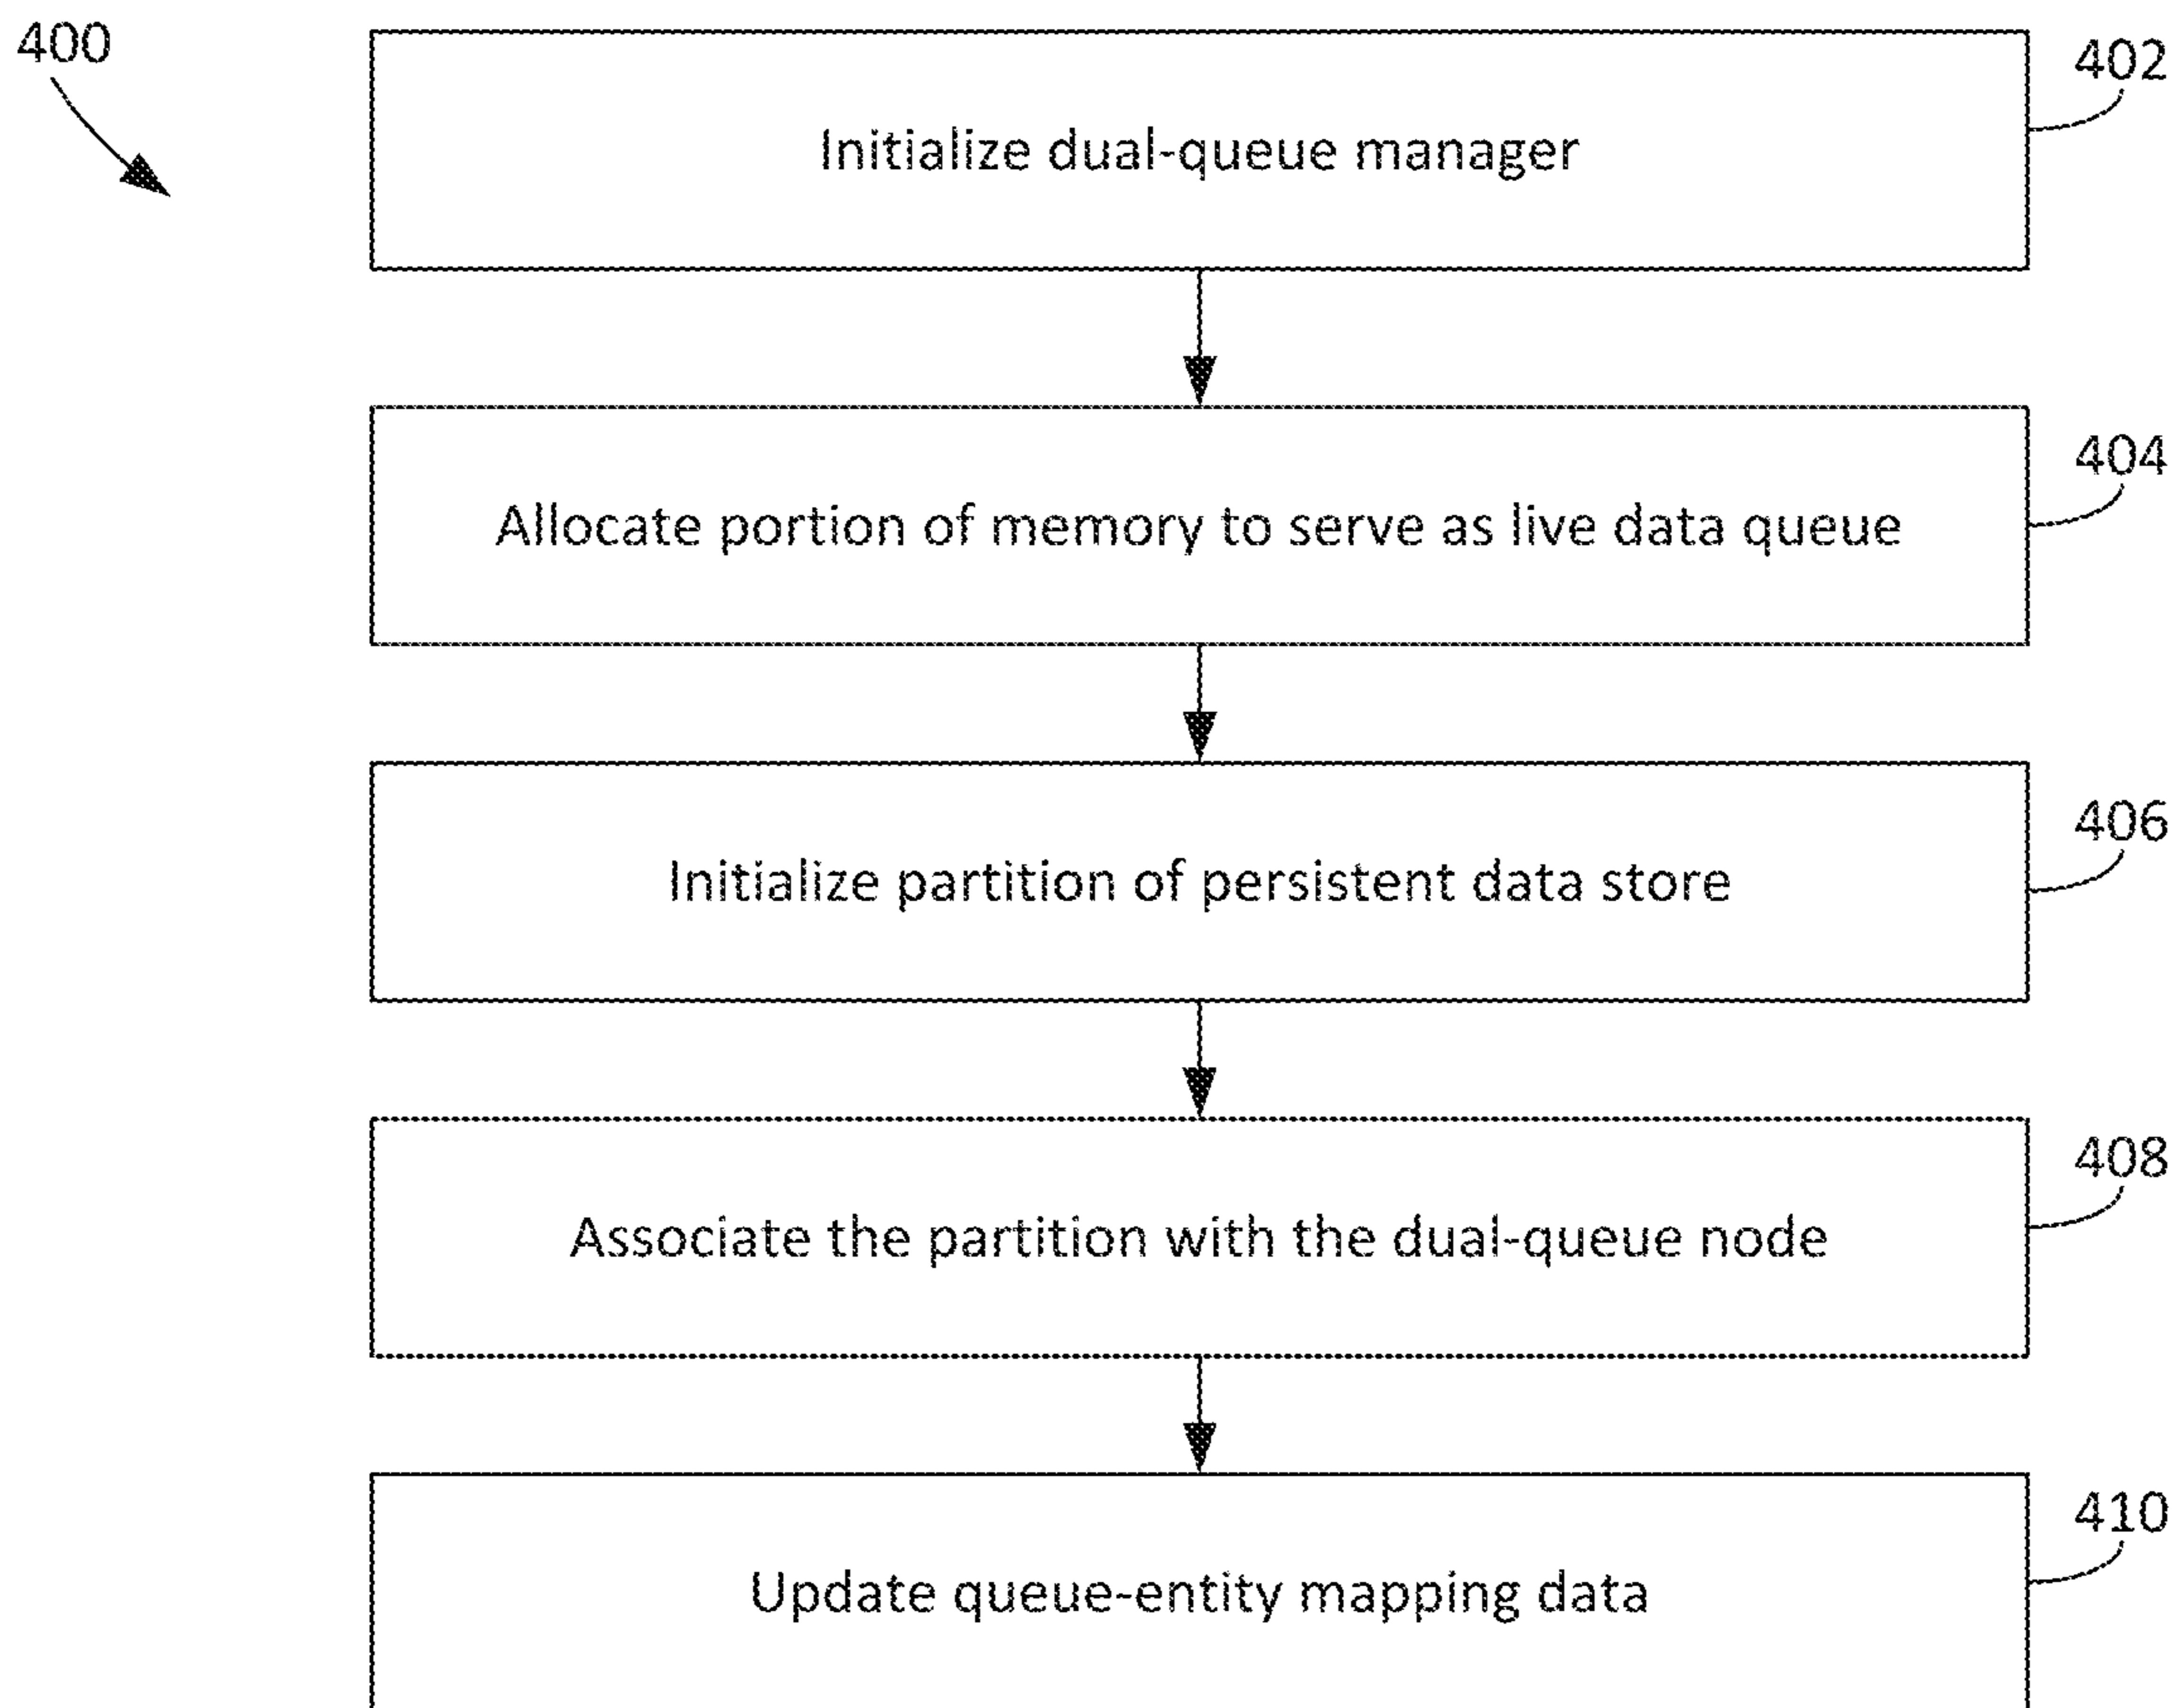 400
402
Initialize dual-queue manager
404
Allocate portion of memory to serve as live data queue
406
Initialize partition of persistent data store
408
Associate the partition with the dual-queue node
410
Update queue-entity mapping data